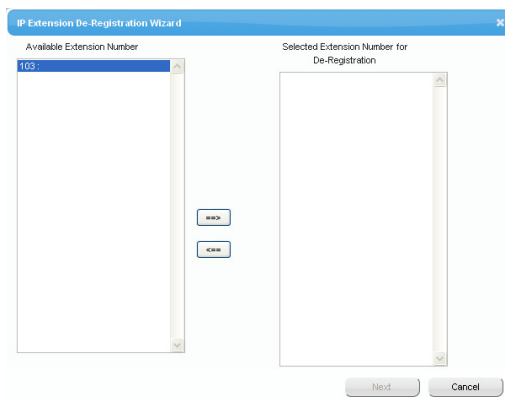 IP Extension De-Registration Wizard
Available Extension Number
Selected Extension Number for
De-Registration
103 :
==>
<==
Next
Cancel